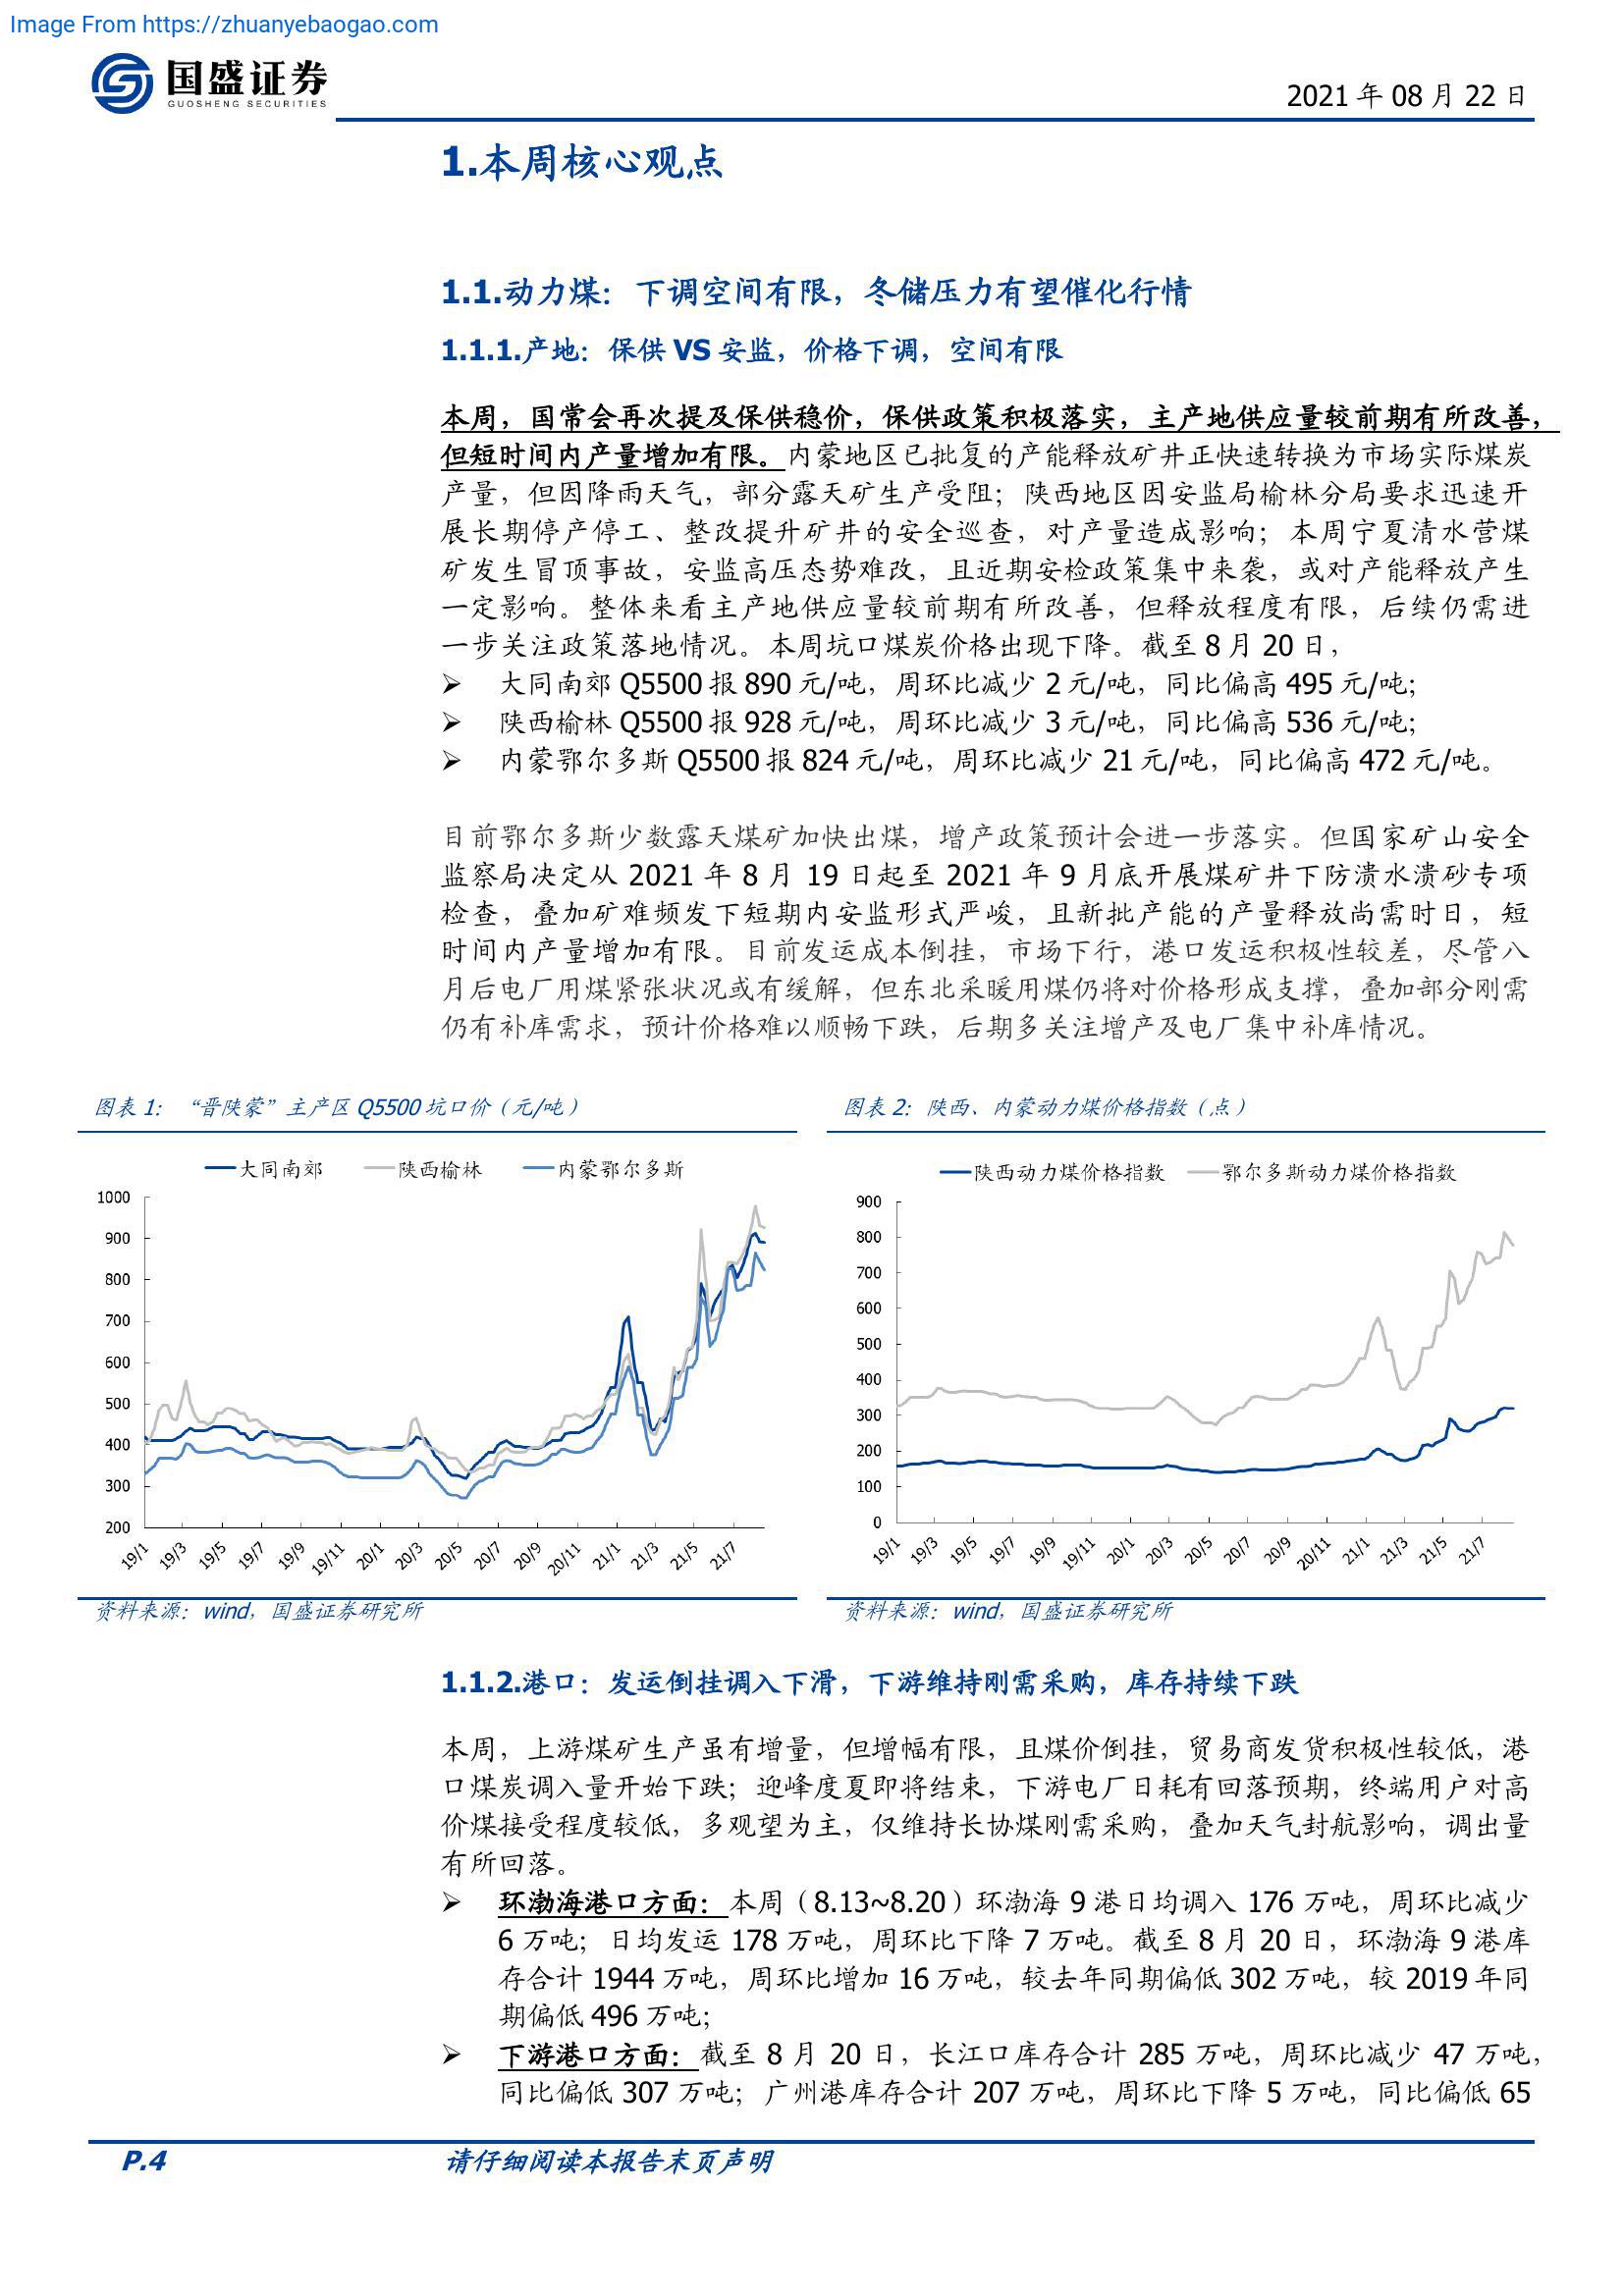 Image From https://zhuanyebaogao.com
国盛证券
GUOSHENG SECURITIES
2021 年 08 月 22 日
1.本周核心观点
1.1.动力煤：下调空间有限，冬储压力有望催化行情
1.1.1.产地：保供 VS 安监，价格下调，空间有限
本周，国常会再次提及保供稳价，保供政策积极落实，主产地供应量较前期有所改善，
但短时间内产量增加有限。内蒙地区已批复的产能释放矿井正快速转换为市场实际煤炭
产量，但因降雨天气，部分露天矿生产受阻；陕西地区因安监局榆林分局要求迅速开
展长期停产停工、整改提升矿井的安全巡查，对产量造成影响；本周宁夏清水营煤
矿发生冒顶事故，安监高压态势难改，且近期安检政策集中来袭，或对产能释放产生
一定影响。整体来看主产地供应量较前期有所改善，但释放程度有限，后续仍需进
一步关注政策落地情况。本周坑口煤炭价格出现下降。截至 8 月 20 日，
➢ 大同南郊 Q5500 报 890 元/吨，周环比减少 2 元/吨，同比偏高 495 元/吨；
➢ 陕西榆林 Q5500 报 928 元/吨，周环比减少 3 元/吨，同比偏高 536 元/吨；
➢ 内蒙鄂尔多斯 Q5500 报 824 元/吨，周环比减少 21 元/吨，同比偏高 472 元/吨。
目前鄂尔多斯少数露天煤矿加快出煤，增产政策预计会进一步落实。但国家矿山安全
监察局决定从 2021 年 8 月 19 日起至 2021 年 9 月底开展煤矿井下防溃水溃砂专项
检查，叠加矿难频发下短期内安监形式严峻，且新批产能的产量释放尚需时日，短
时间内产量增加有限。目前发运成本倒挂，市场下行，港口发运积极性较差，尽管八
月后电厂用煤紧张状况或有缓解，但东北采暖用煤仍将对价格形成支撑，叠加部分刚需
仍有补库需求，预计价格难以顺畅下跌，后期多关注增产及电厂集中补库情况。
图表 1：“晋陕蒙”主产区 Q5500 坑口价（元/吨）
大同南郊 陕西榆林 内蒙鄂尔多斯
1000
900
800
700
600
500
400
300
200
19/1 19/3 19/5 19/7 19/9 19/11 20/1 20/3 20/5 20/7 20/9 20/11 21/1 21/3 21/5 21/7
资料来源：wind，国盛证券研究所
图表 2：陕西、内蒙动力煤价格指数（点）
陕西动力煤价格指数 鄂尔多斯动力煤价格指数
900
800
700
600
500
400
300
200
100
0
19/1 19/3 19/5 19/7 19/9 19/11 20/1 20/3 20/5 20/7 20/9 20/11 21/1 21/3 21/5 21/7
资料来源：wind，国盛证券研究所
1.1.2.港口：发运倒挂调入下滑，下游维持刚需采购，库存持续下跌
本周，上游煤矿生产虽有增量，但增幅有限，且煤价倒挂，贸易商发货积极性较低，港
口煤炭调入量开始下跌；迎峰度夏即将结束，下游电厂日耗有回落预期，终端用户对高
价煤接受程度较低，多观望为主，仅维持长协煤刚需采购，叠加天气封航影响，调出量
有所回落。
➢ 环渤海港口方面：本周（8.13~8.20）环渤海 9 港日均调入 176 万吨，周环比减少
6 万吨；日均发运 178 万吨，周环比下降 7 万吨。截至 8 月 20 日，环渤海 9 港库
存合计 1944 万吨，周环比增加 16 万吨，较去年同期偏低 302 万吨，较 2019 年同
期偏低 496 万吨；
➢ 下游港口方面：截至 8 月 20 日，长江口库存合计 285 万吨，周环比减少 47 万吨，
同比偏低 307 万吨；广州港库存合计 207 万吨，周环比下降 5 万吨，同比偏低 65
P.4 请仔细阅读本报告末页声明